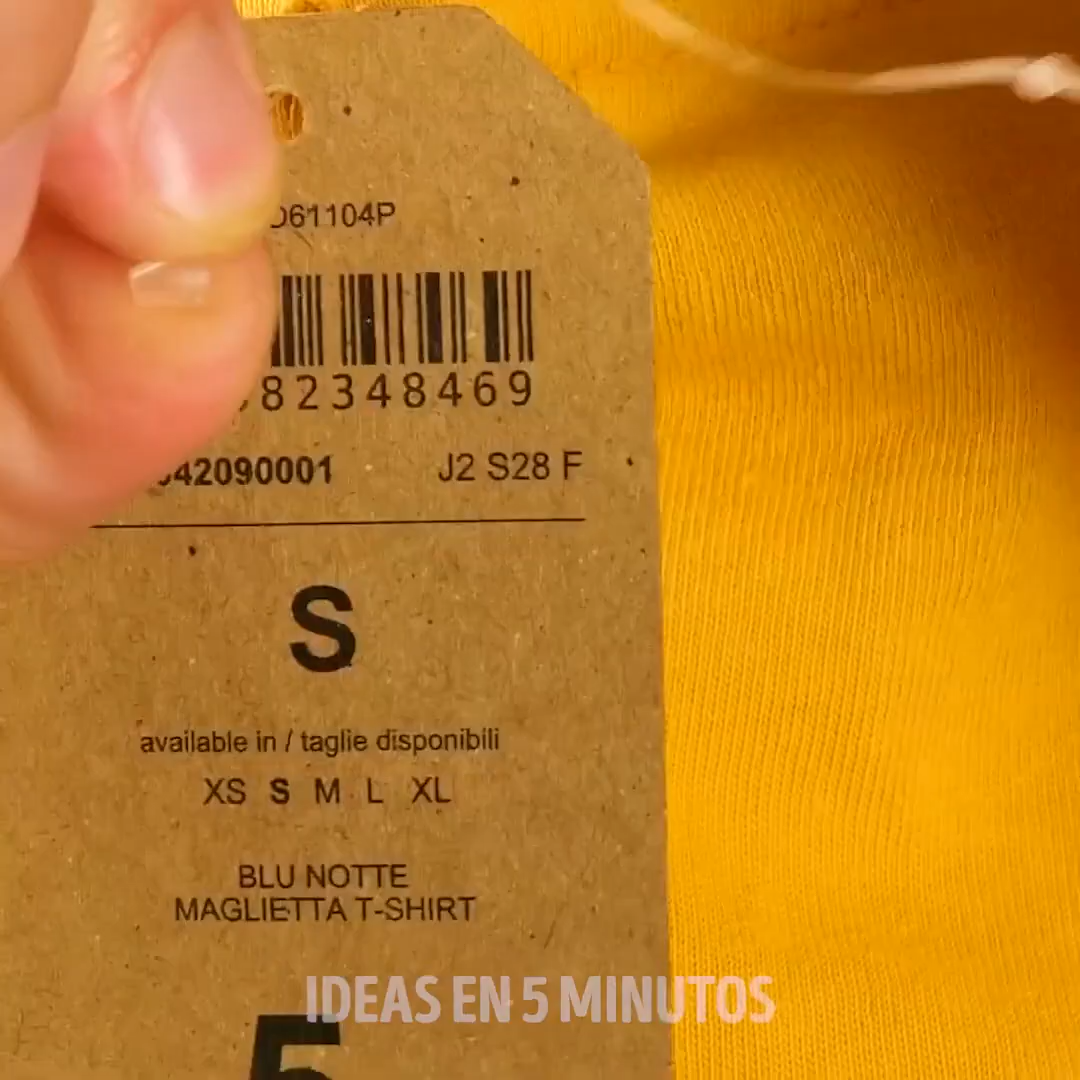 D61104P
82348469
42090001 J2 S28 F
S
available in / taglie disponibili
XS S M L XL
BLU NOTTE
MAGLIETTA T-SHIRT
IDEAS EN 5 MINUTOS
5